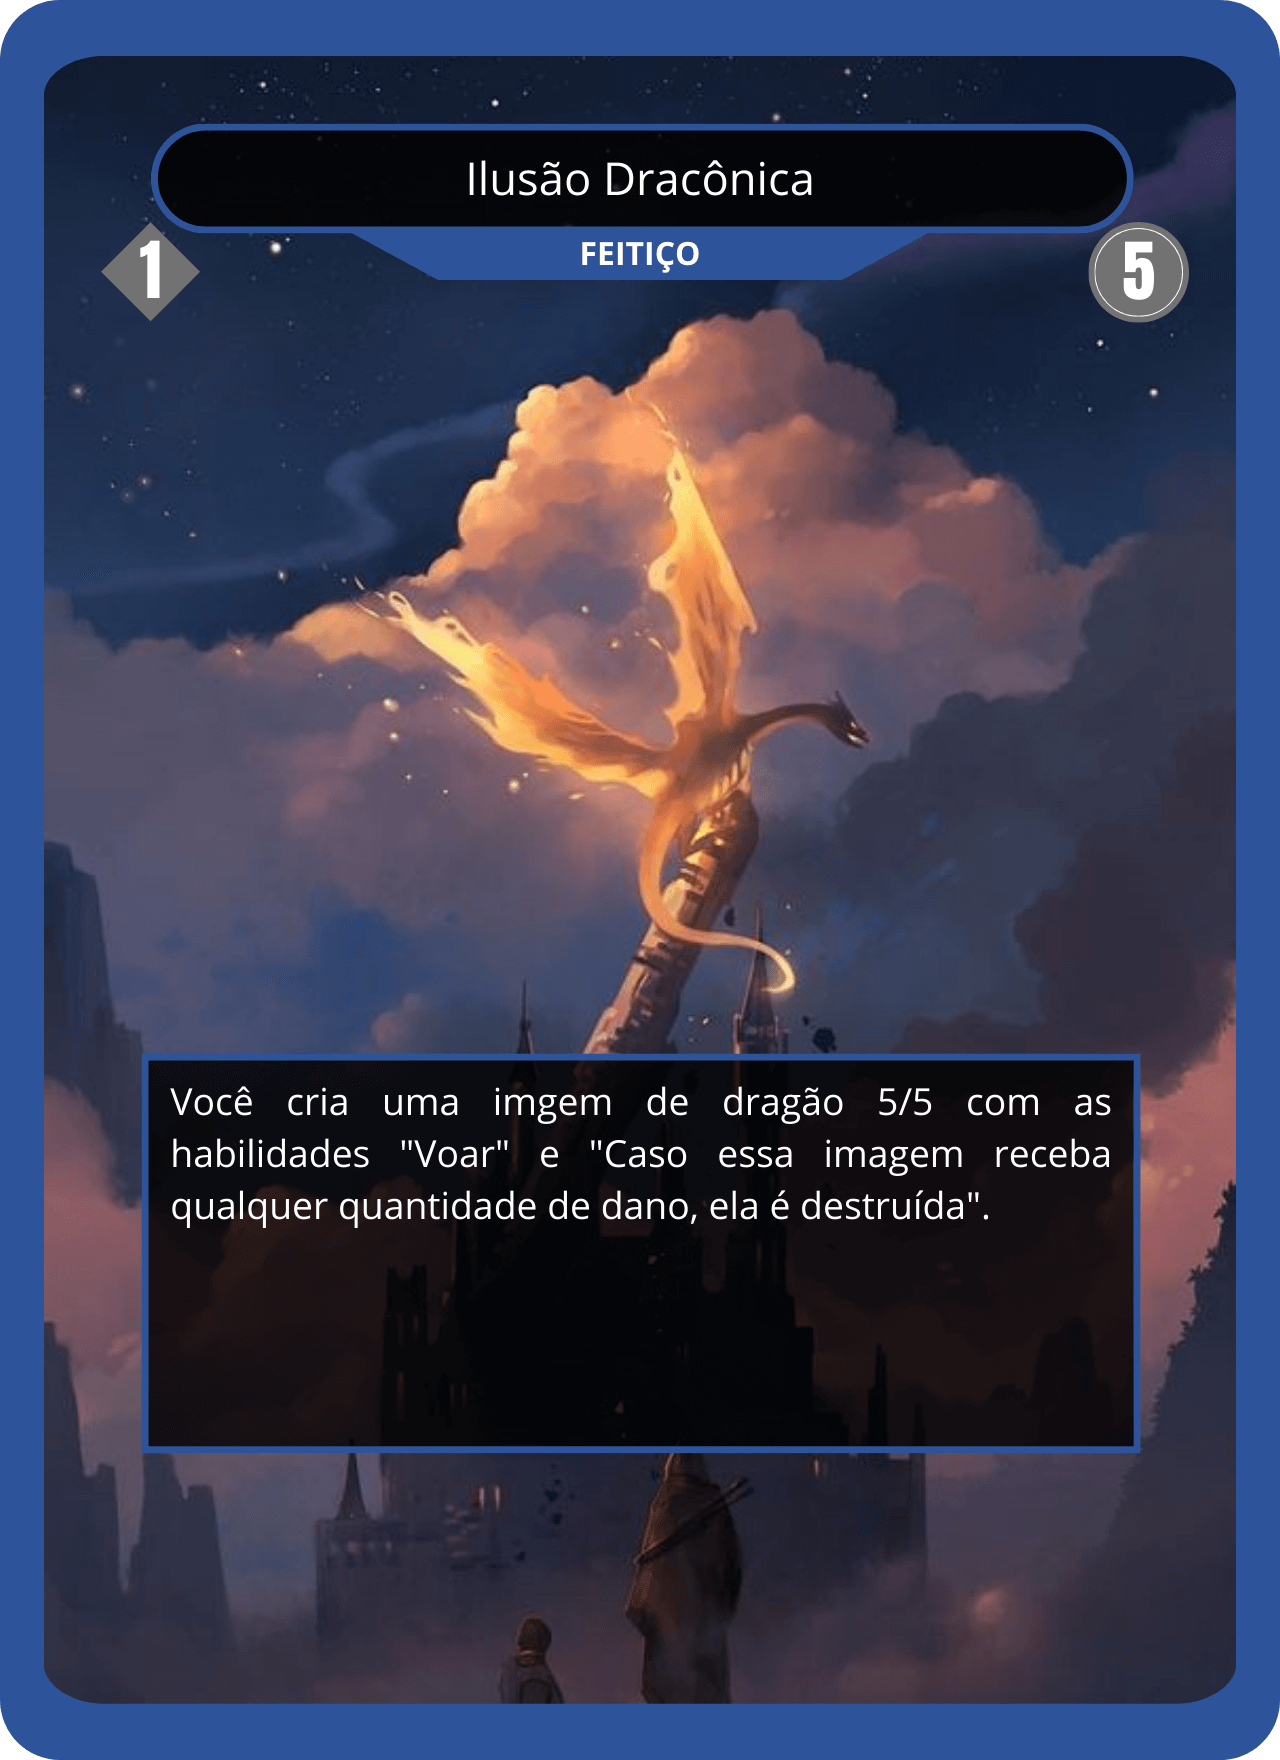 Ilusão Dracônica
FEITIÇO
1
5
Você cria uma imgem de dragão 5/5 com as
habilidades "Voar" e "Caso essa imagem receba
qualquer quantidade de dano, ela é destruída".